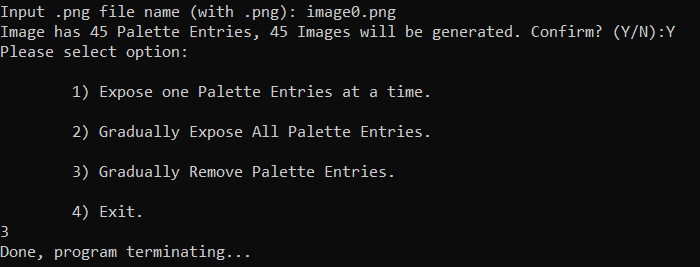 Input .png file name (with .png): image0.png
Image has 45 Palette Entries, 45 Images will be generated. Confirm? (Y/N):Y
Please select option:
1) Expose one Palette Entries at a time.
2) Gradually Expose All Palette Entries.
3) Gradually Remove Palette Entries.
4) Exit.
3
Done, program terminating...